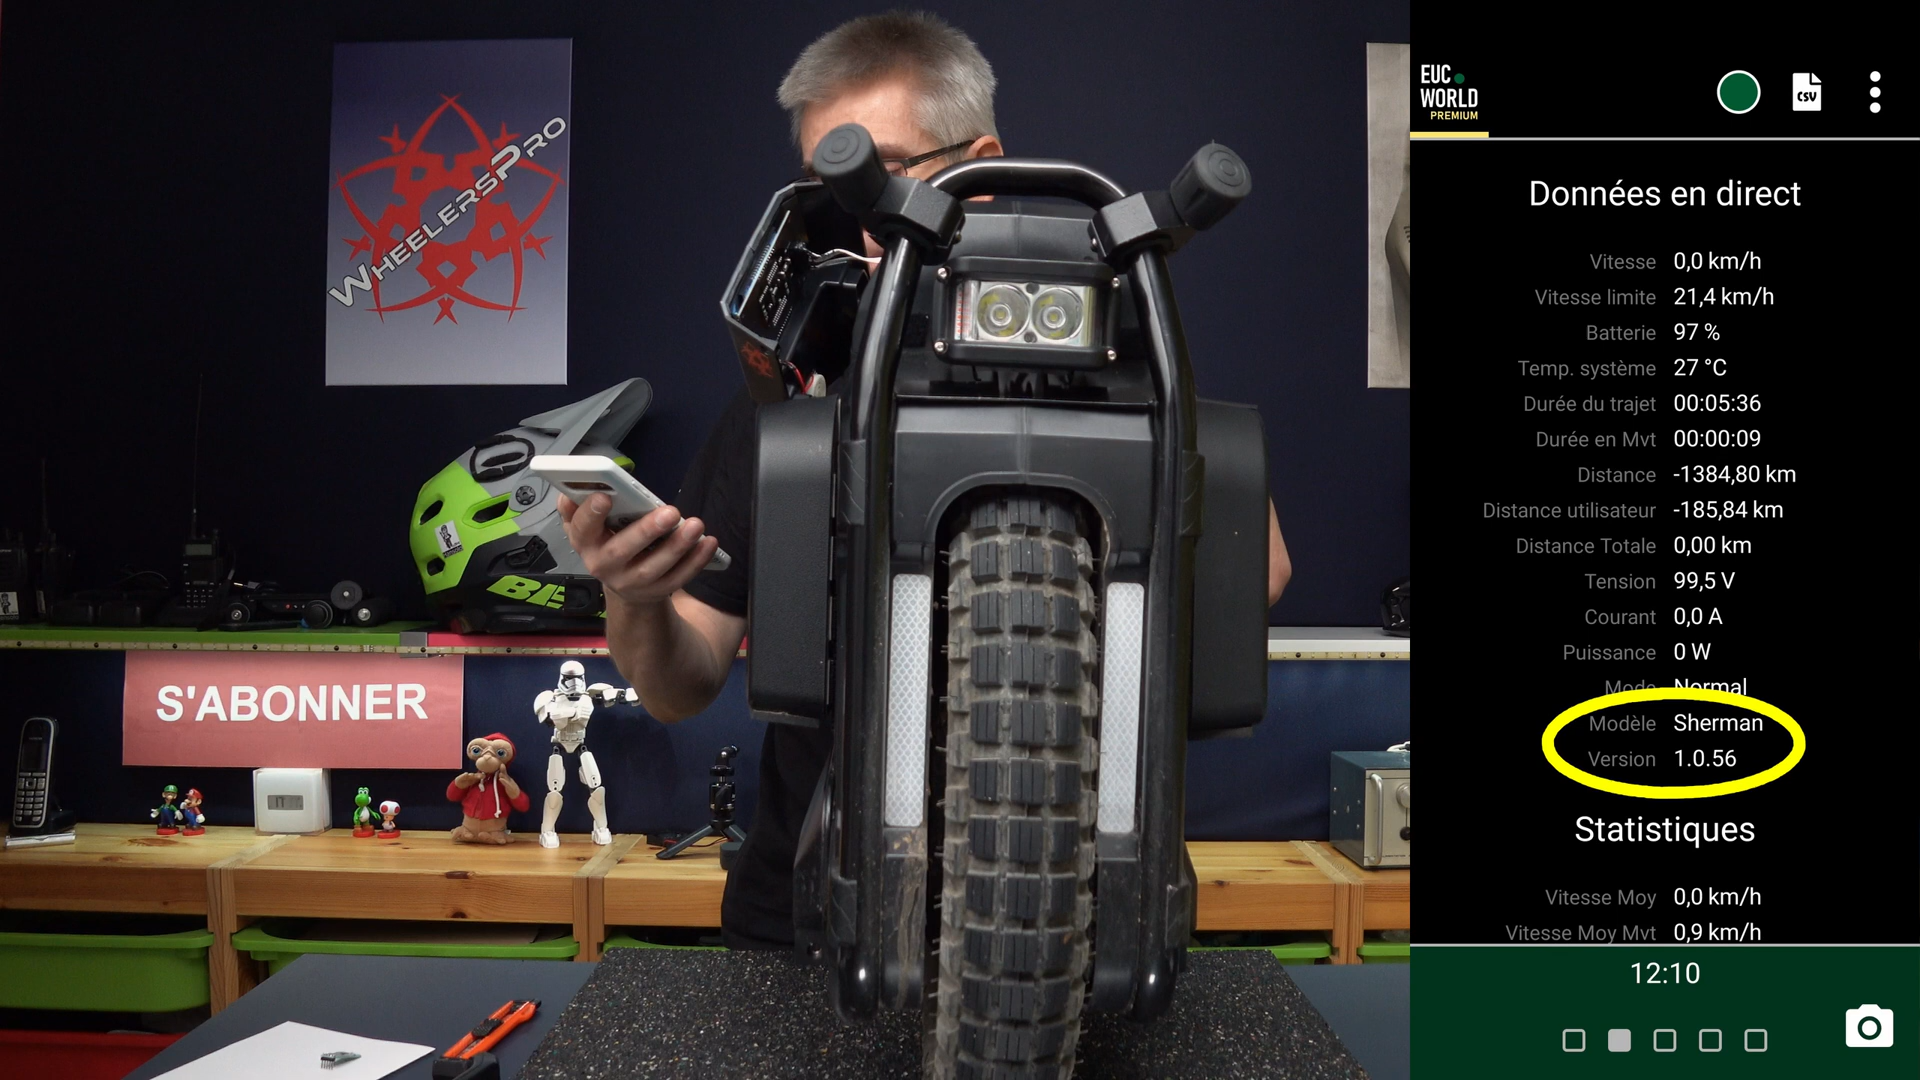 WHEELERSPRO
S'ABONNER
EUC
WORLD
PREMIUM
CSV
Données en direct
Vitesse 0,0 km/h
Vitesse limite 21,4 km/h
Batterie 97 %
Temp. système 27 °C
Durée du trajet 00:05:36
Durée en Mvt 00:00:09
Distance -1384,80 km
Distance utilisateur -185,84 km
Distance Totale 0,00 km
Tension 99,5 V
Courant 0,0 A
Puissance 0 W
Mode Normal
Modèle Sherman
Version 1.0.56
Statistiques
Vitesse Moy 0,0 km/h
Vitesse Moy Mvt 0,9 km/h
12:10